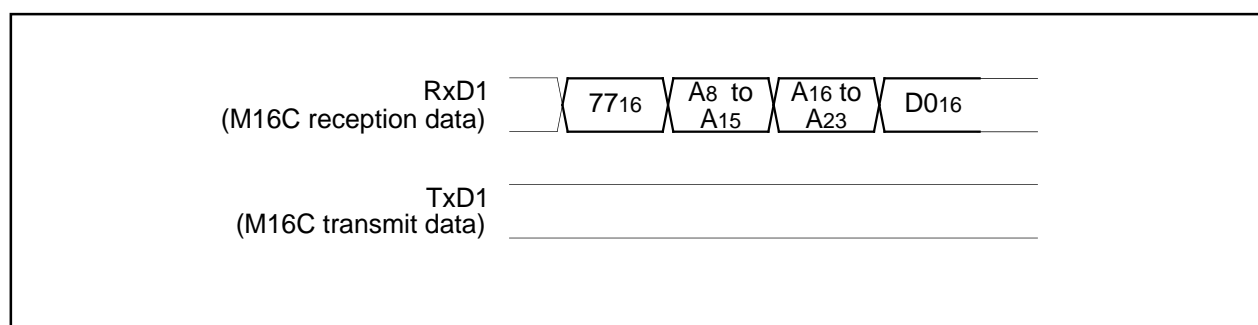 RxD1
(M16C reception data)
7716
A8 to
A15
A16 to
A23
D016
TxD1
(M16C transmit data)